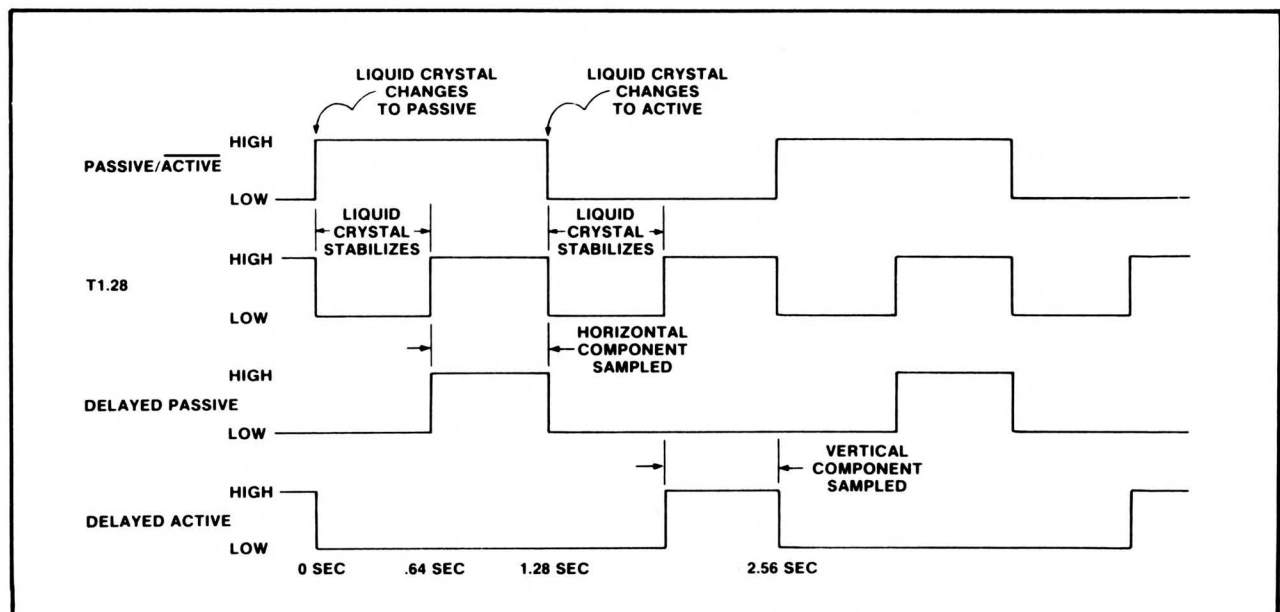 LIQUID CRYSTAL
CHANGES
TO PASSIVE
LIQUID CRYSTAL
CHANGES
TO ACTIVE
HIGH
PASSIVE/ACTIVE
LOW
LIQUID
CRYSTAL
STABILIZES
LIQUID
CRYSTAL
STABILIZES
HIGH
T1.28
LOW
HORIZONTAL
COMPONENT
SAMPLED
HIGH
DELAYED PASSIVE
LOW
VERTICAL
COMPONENT
SAMPLED
HIGH
DELAYED ACTIVE
LOW
0 SEC .64 SEC 1.28 SEC 2.56 SEC